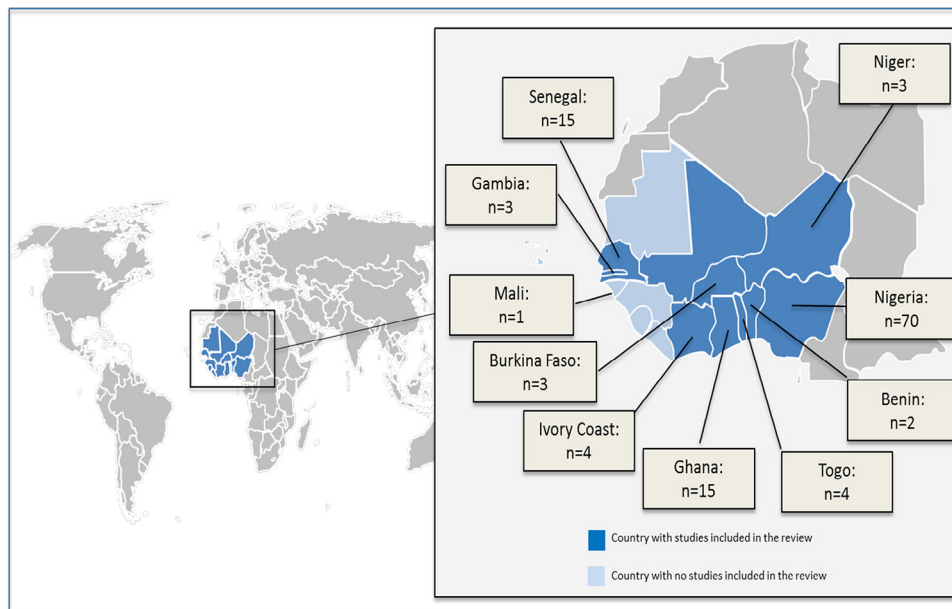 Niger:
n=3
Senegal:
n=15
Gambia:
n=3
Mali:
n=1
Nigeria:
n=70
Burkina Faso:
n=3
Benin:
n=2
Ivory Coast:
n=4
Ghana:
n=15
Togo:
n=4
Country with studies included in the review
Country with no studies included in the review